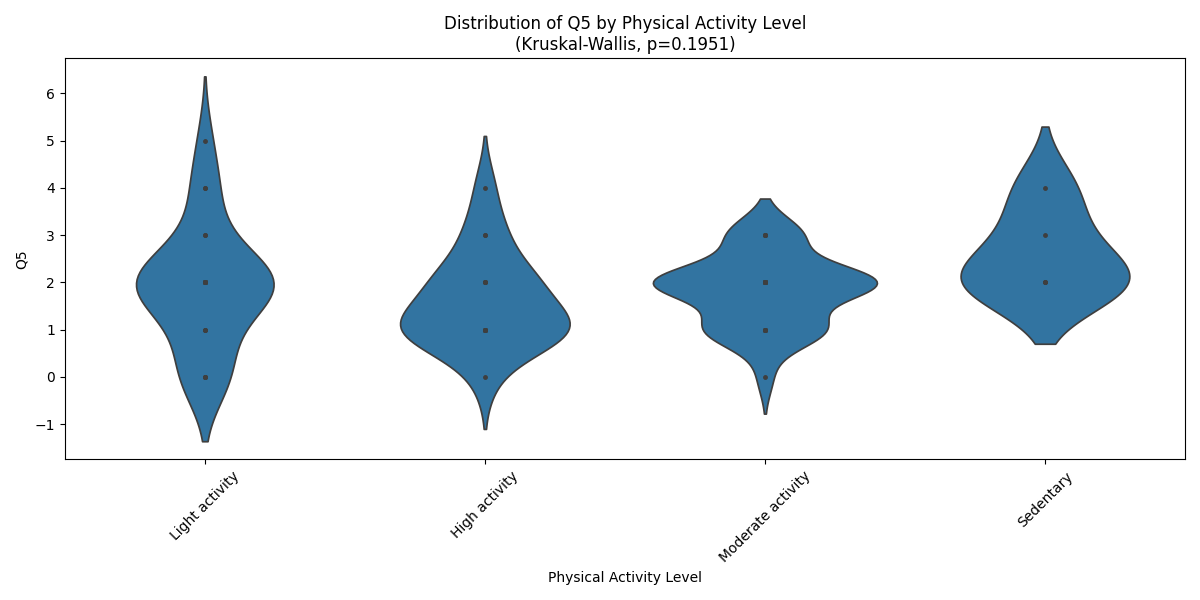 Distribution of Q5 by Physical Activity Level
(Kruskal-Wallis, p=0.1951)
Q5
6
5
4
3
2
1
0
−1
Light activity
High activity
Moderate activity
Sedentary
Physical Activity Level